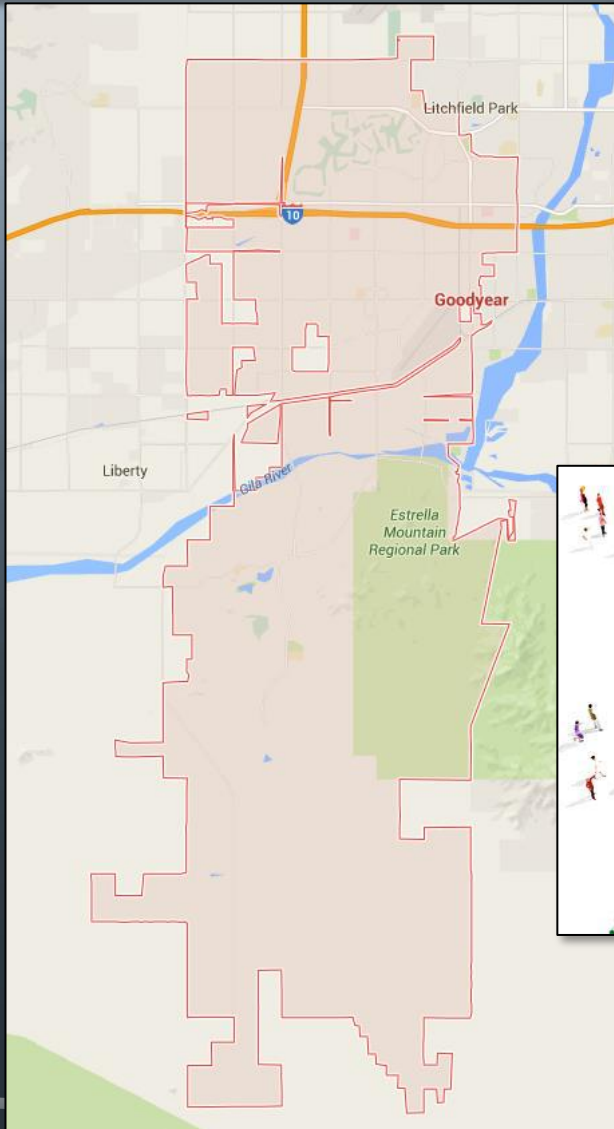 Litchfield Park
10
Goodyear
Liberty
Gila River
Estrella
Mountain
Regional Park